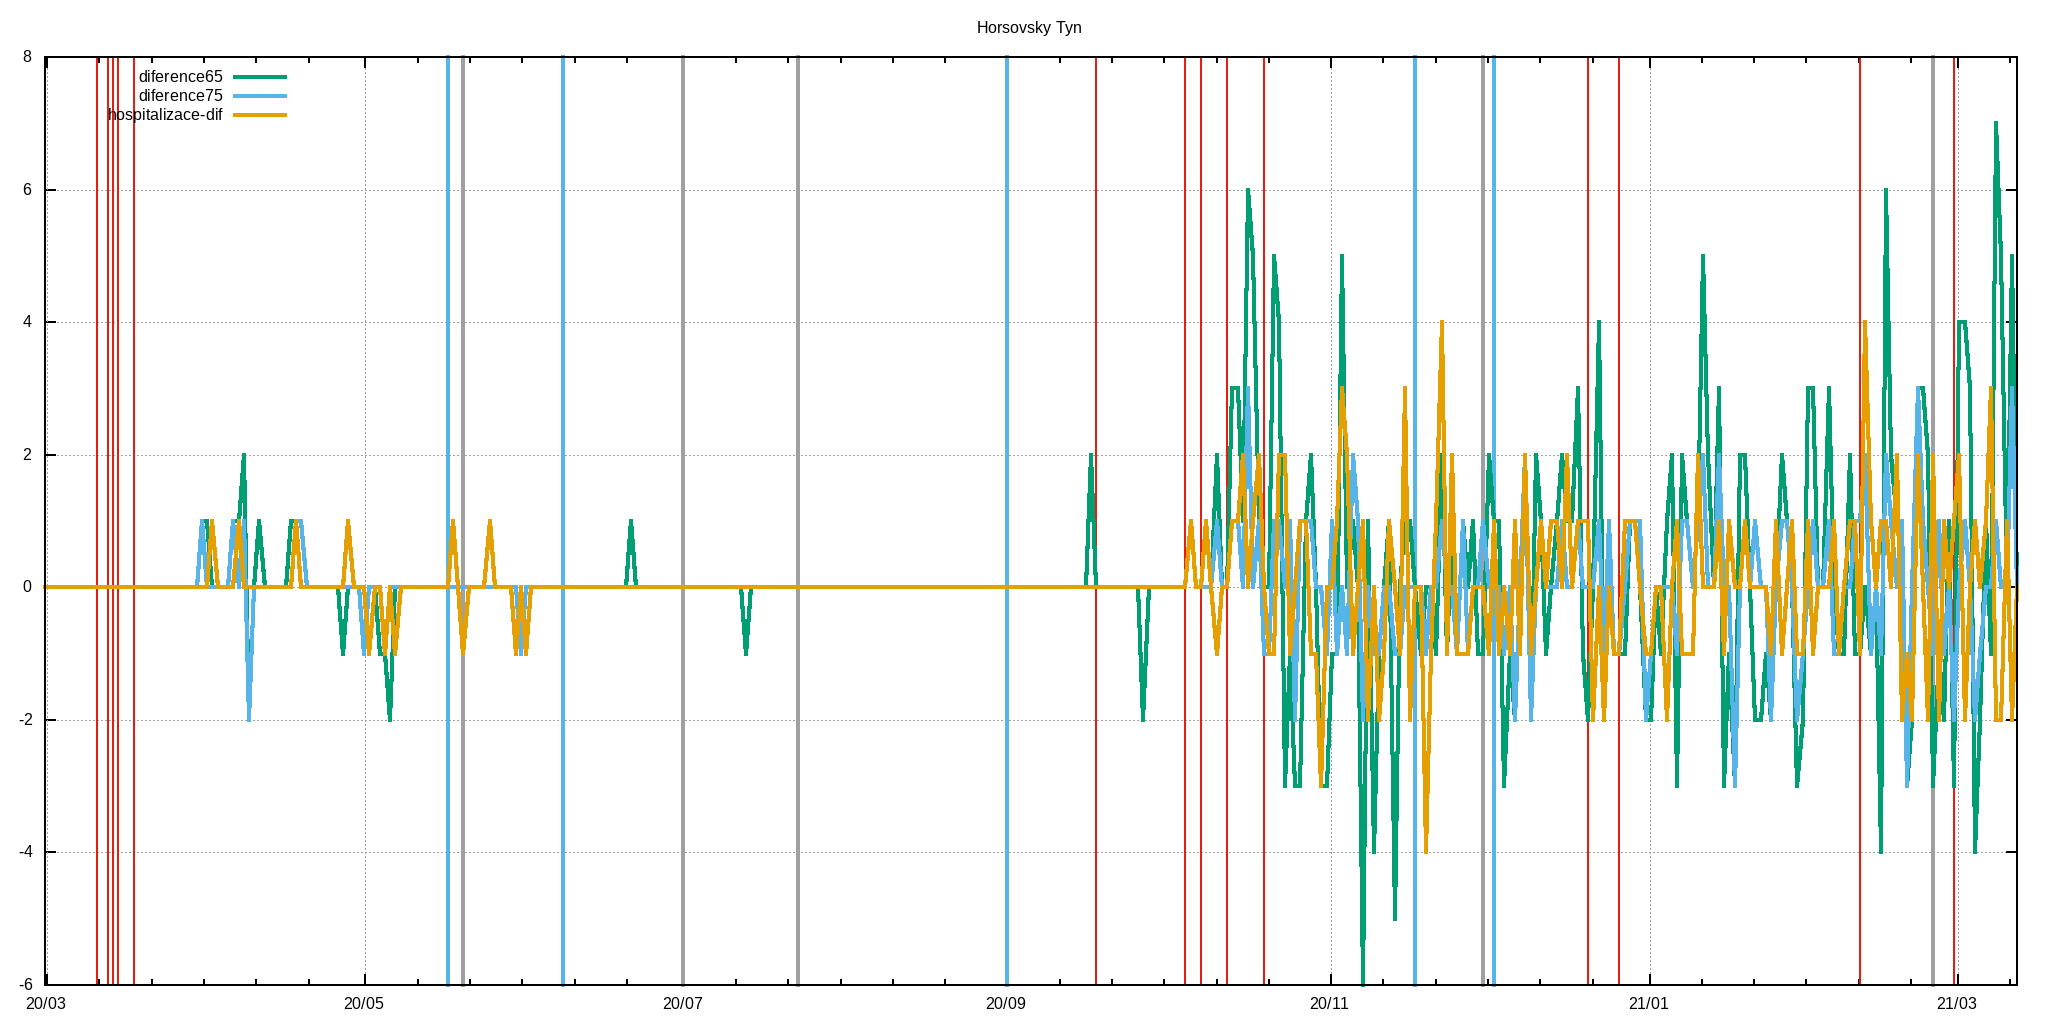 Horsovsky Tyn
8
diference65
diference75
hospitalizace-dif
6
4
2
0
-2
-4
-6
20/03 20/05 20/07 20/09 20/11 21/01 21/03